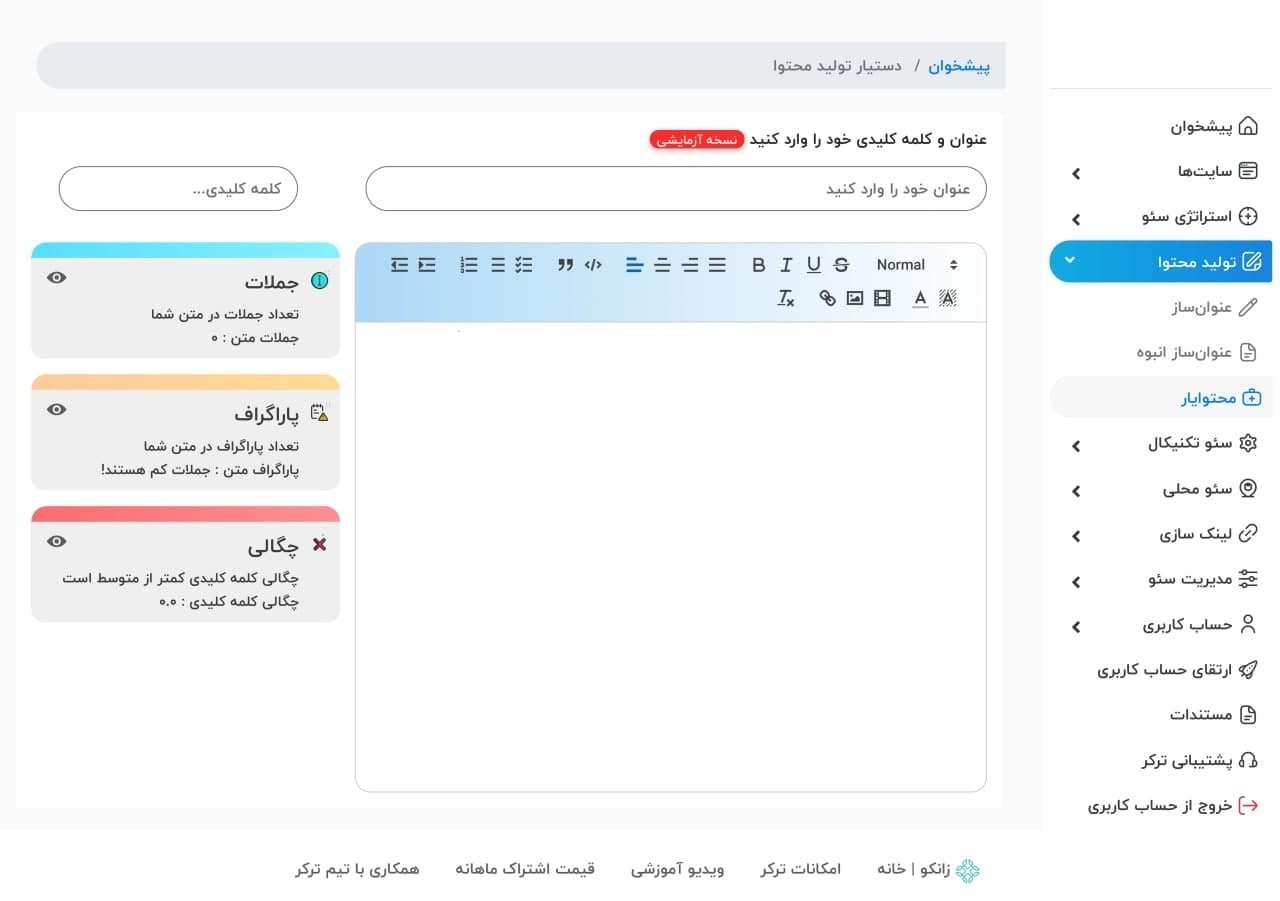 پیشخوان / دستیار تولید محتوا
پیشخوان
سایت‌ها
استراتژی سئو
تولید محتوا
عنوان‌ساز
عنوان‌ساز انبوه
محتوایار
سئو تکنیکال
سئو محلی
لینک سازی
مدیریت سئو
حساب کاربری
ارتقای حساب کاربری
مستندات
پشتیبانی ترکر
خروج از حساب کاربری
عنوان و کلمه کلیدی خود را وارد کنید نسخه آزمایشی
عنوان خود را وارد کنید
کلمه کلیدی...
Normal
جملات
تعداد جملات در متن شما
جملات متن : ۰
پاراگراف
تعداد پاراگراف در متن شما
پاراگراف متن : جملات کم هستند!
چگالی
چگالی کلمه کلیدی کمتر از متوسط است
چگالی کلمه کلیدی : ۰.۰
زانکو | خانه
امکانات ترکر
ویدیو آموزشی
قیمت اشتراک ماهانه
همکاری با تیم ترکر